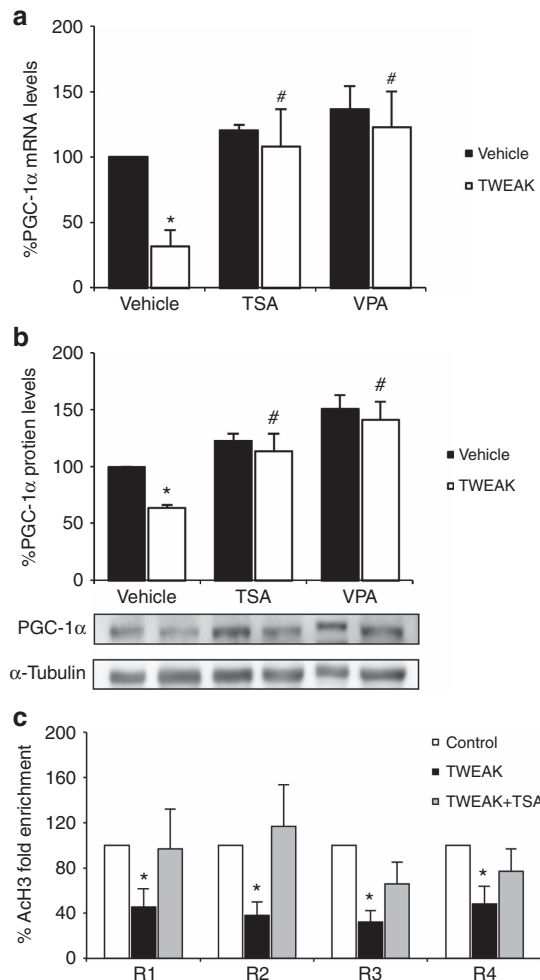 a
200
150
100
50
0
%PGC-1α mRNA levels
*
#
#
Vehicle
TWEAK
Vehicle TSA VPA
b
200
150
100
50
0
%PGC-1α protien levels
*
#
#
Vehicle
TWEAK
Vehicle TSA VPA
PGC-1α
α-Tubulin
c
200
160
120
80
40
0
% AcH3 fold enrichment
Control
TWEAK
TWEAK+TSA
*
*
*
*
R1 R2 R3 R4